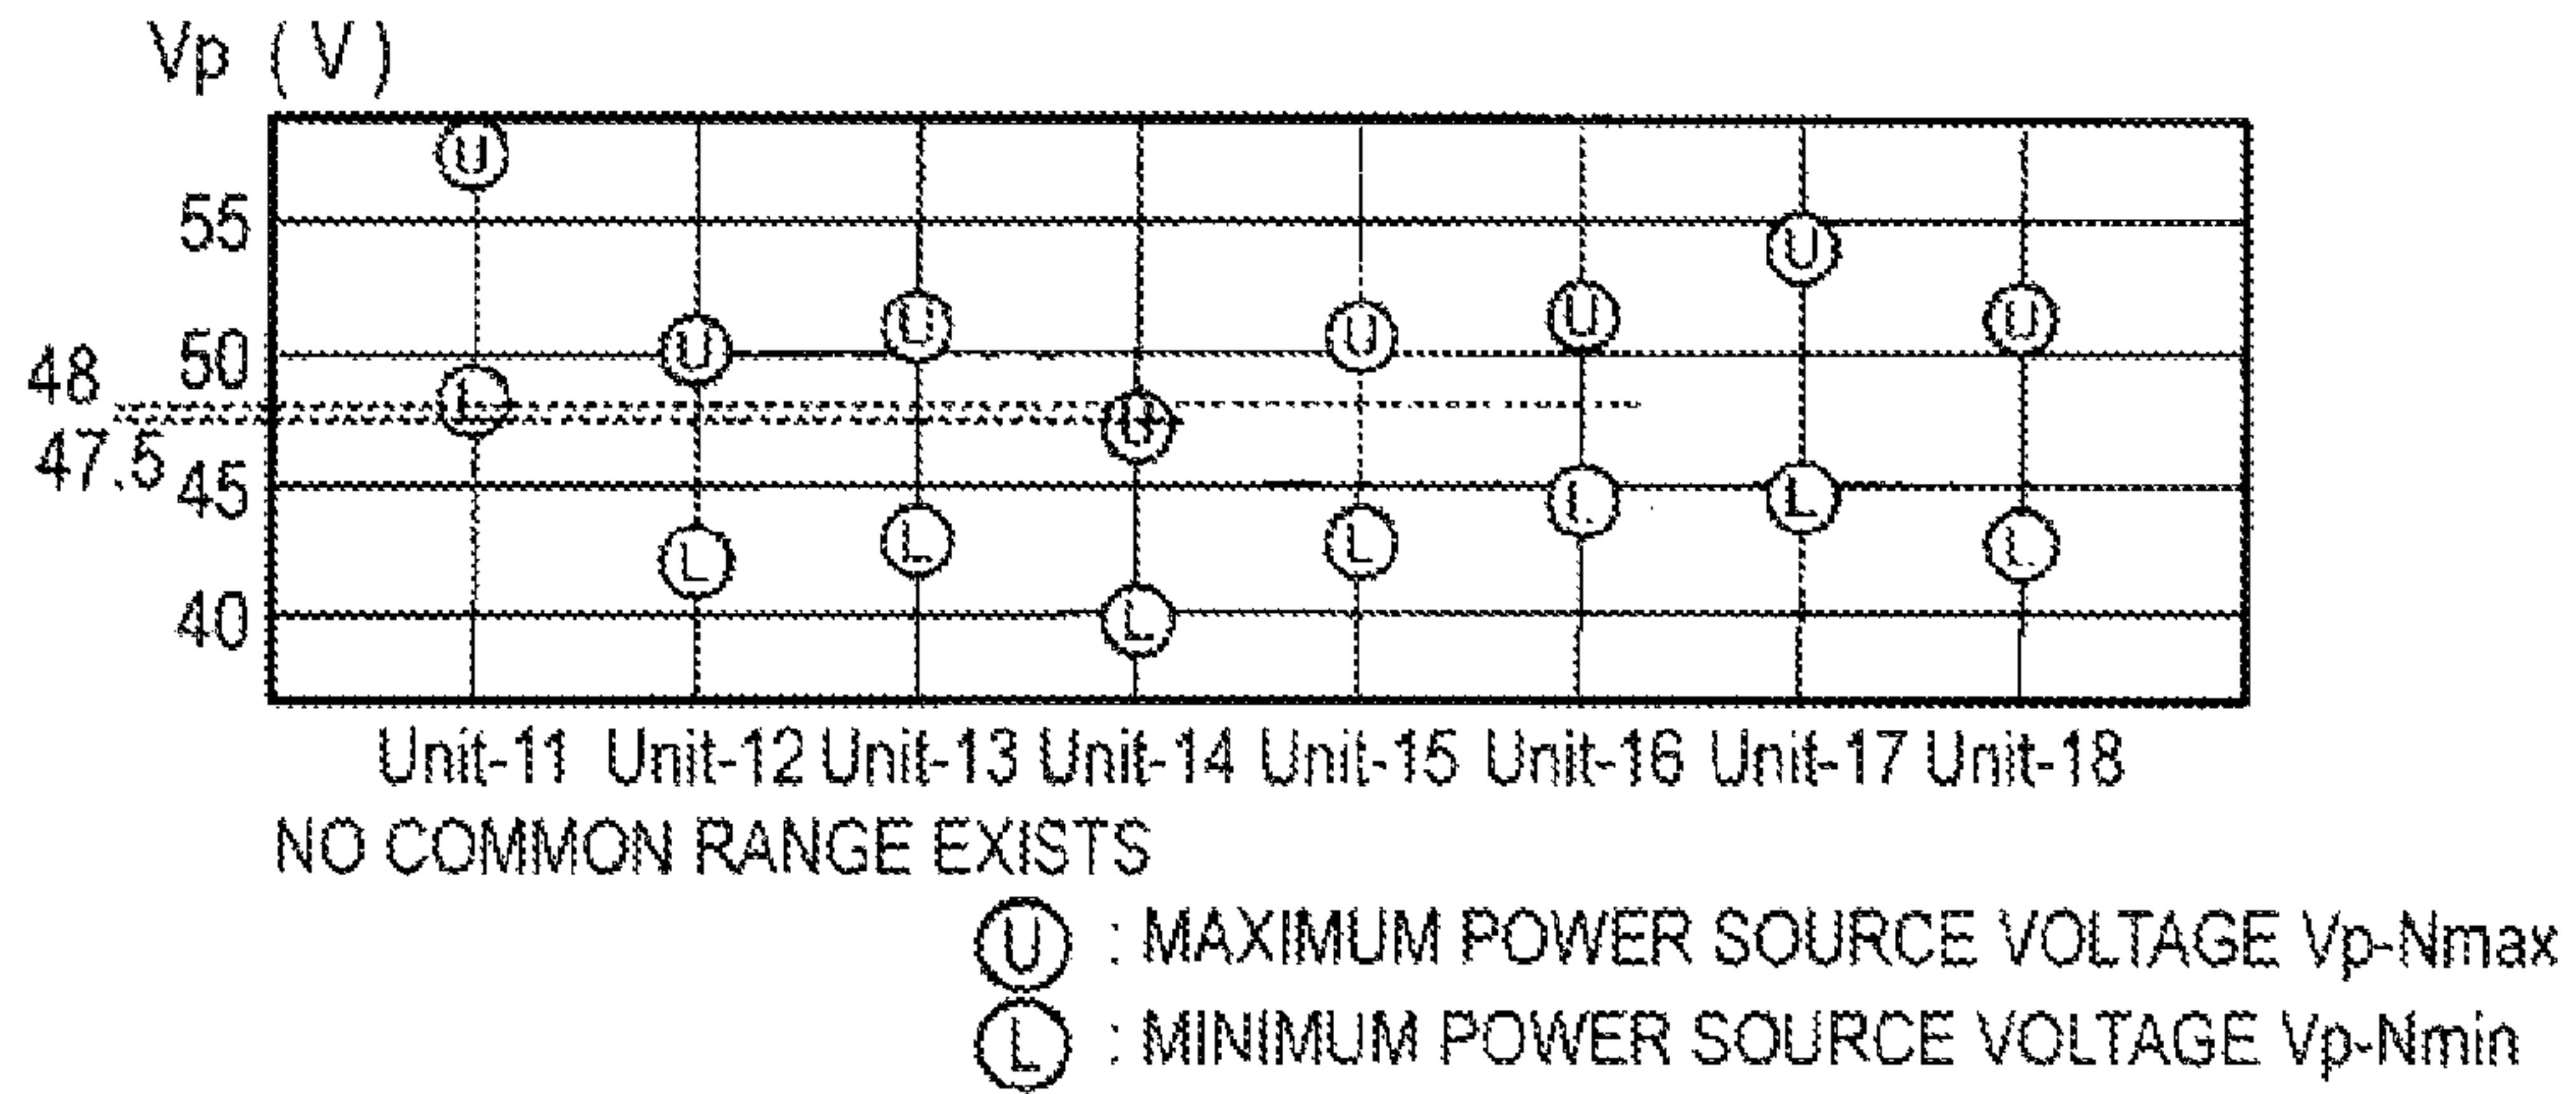 Vp (V)
U
55
U
U
U
U
U
50
U
48
L
U
47.5
45
L
L
L
L
L
L
40
L
Unit-11 Unit-12 Unit-13 Unit-14 Unit-15 Unit-16 Unit-17 Unit-18
NO COMMON RANGE EXISTS
U : MAXIMUM POWER SOURCE VOLTAGE Vp-Nmax
L : MINIMUM POWER SOURCE VOLTAGE Vp-Nmin